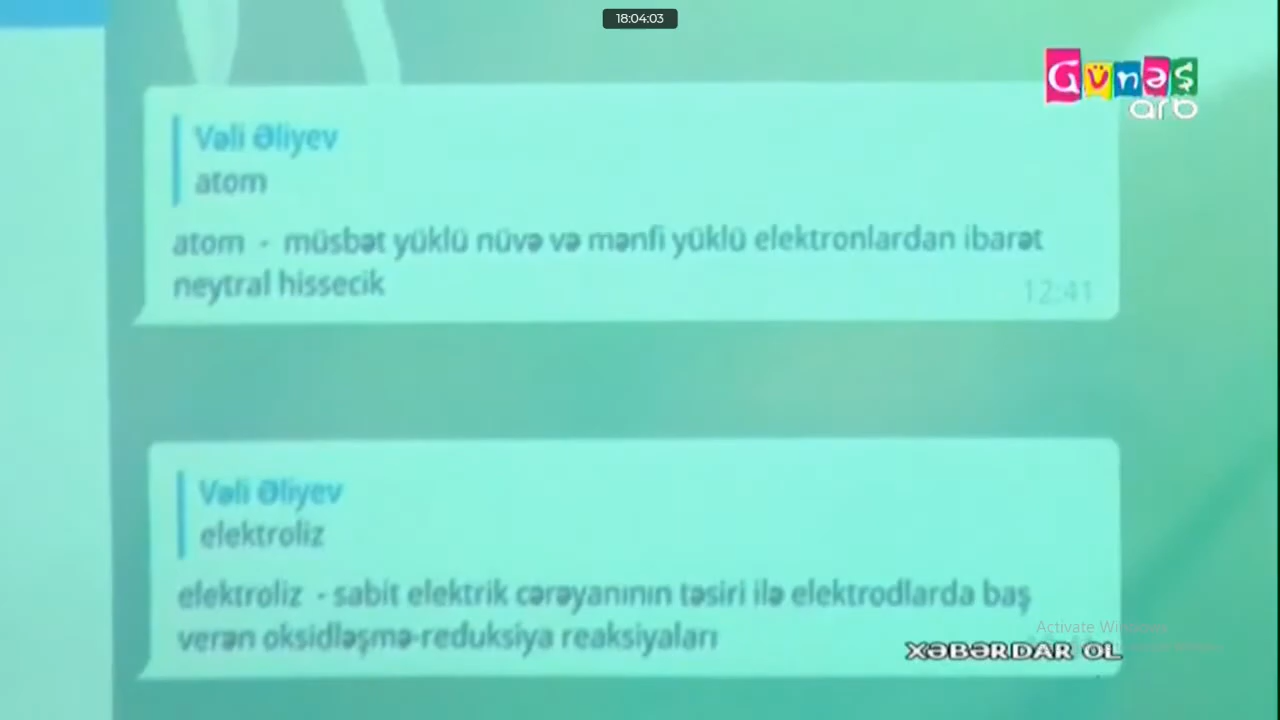 18:04:03
Günəş
arb
Vəli Əliyev
atom
atom - müsbət yüklü nüvə və mənfi yüklü elektronlardan ibarət
neytral hissecik
12:41
Vəli Əliyev
elektroliz
elektroliz - sabit elektrik cərəyanının təsiri ilə elektrodlarda baş
verən oksidləşmə-reduksiya reaksiyaları
Activate Windows
XƏBƏRDAR OL